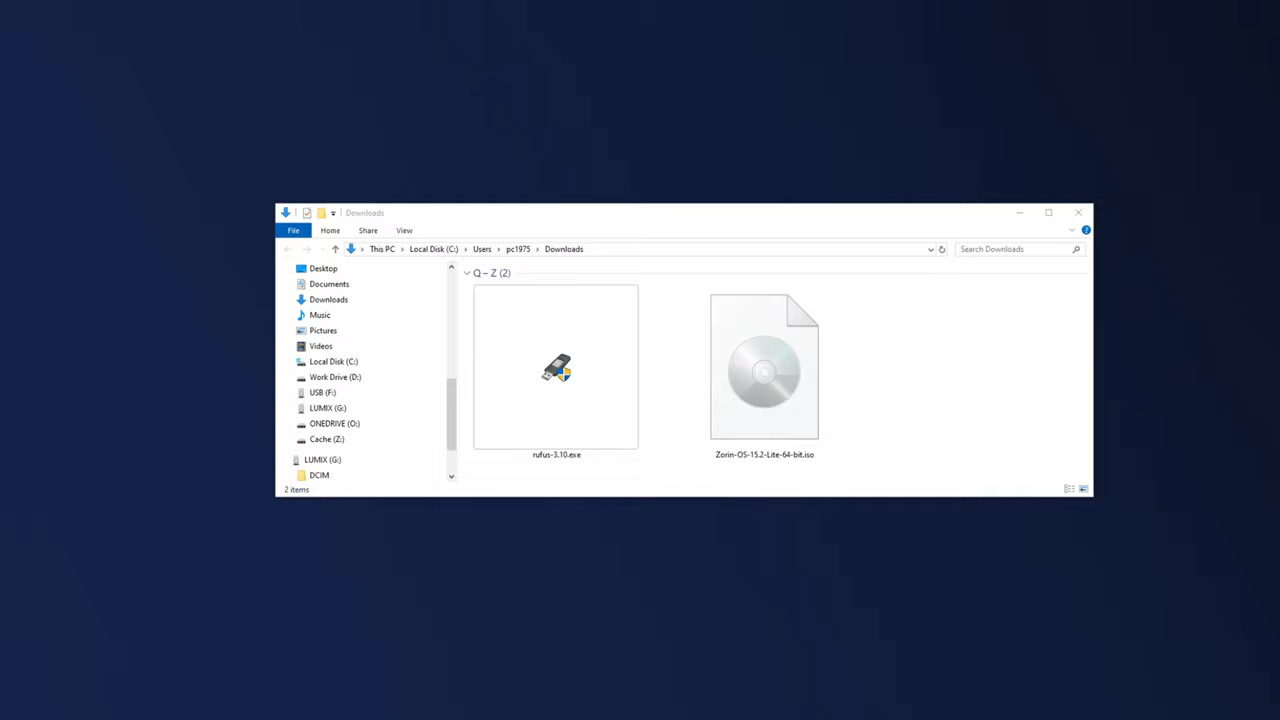 Downloads
File Home Share View
This PC Local Disk (C:) Users pc1975 Downloads Search Downloads
Desktop
Documents
Downloads
Music
Pictures
Videos
Local Disk (C:)
Work Drive (D:)
USB (F:)
LUMIX (G:)
ONEDRIVE (O:)
Cache (Z:)
LUMIX (G:)
DCIM
Q – Z (2)
rufus-3.10.exe
Zorin-OS-15.2-Lite-64-bit.iso
2 items